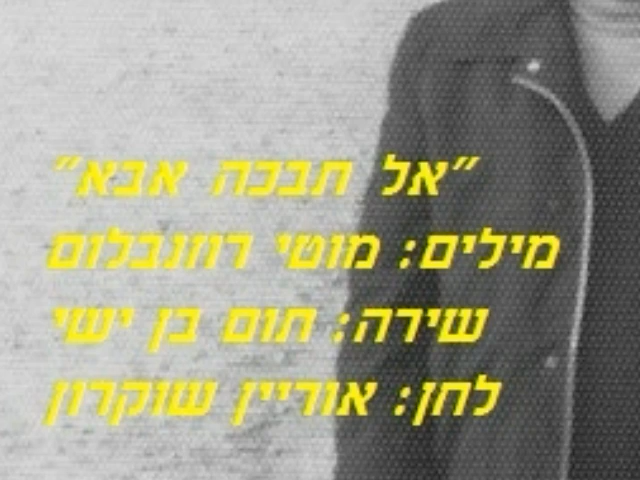 "אל תבכה אבא"
מילים: מוטי רוזנבלום
שירה: תום בן ישי
לחן: אוריין שוקרון